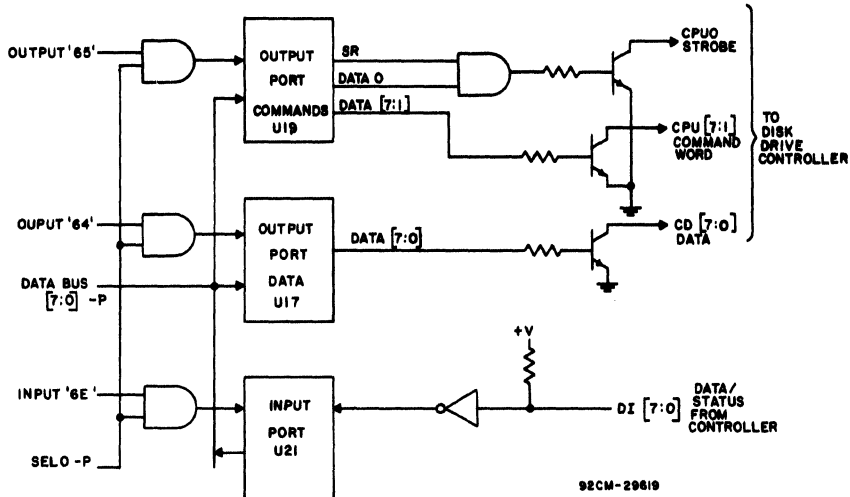 OUTPUT '65'
OUTPUT
PORT
COMMANDS
U19
SR
DATA 0
DATA [7:1]
CPU0
STROBE
CPU [7:1]
COMMAND
WORD
TO
DISK
DRIVE
CONTROLLER
OUPUT '64'
OUTPUT
PORT
DATA
U17
DATA [7:0]
CD [7:0]
DATA
DATA BUS
[7:0] -P
INPUT '6E'
INPUT
PORT
U21
+V
DI [7:0]
DATA/
STATUS
FROM
CONTROLLER
SEL0 -P
92CM-29619